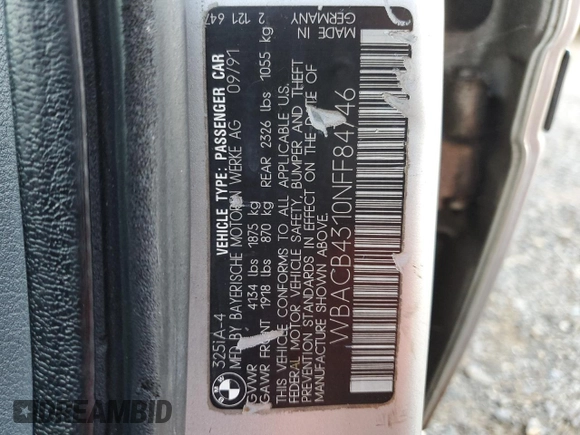 325iA-4
VEHICLE TYPE: PASSENGER CAR
MFD BY BAYERISCHE MOTOREN WERKE AG 09/91
GVWR 4134 lbs 1875 kg
GAWR FRONT 1918 lbs 870 kg REAR 2326 lbs 1055 kg
THIS VEHICLE CONFORMS TO ALL APPLICABLE U.S.
FEDERAL MOTOR VEHICLE SAFETY, BUMPER AND THEFT
PREVENTION STANDARDS IN EFFECT ON THE DATE OF
MANUFACTURE SHOWN ABOVE.
WBACB4310NFF84746
2 121 647
MADE IN
GERMANY
BMW
DREAMBID